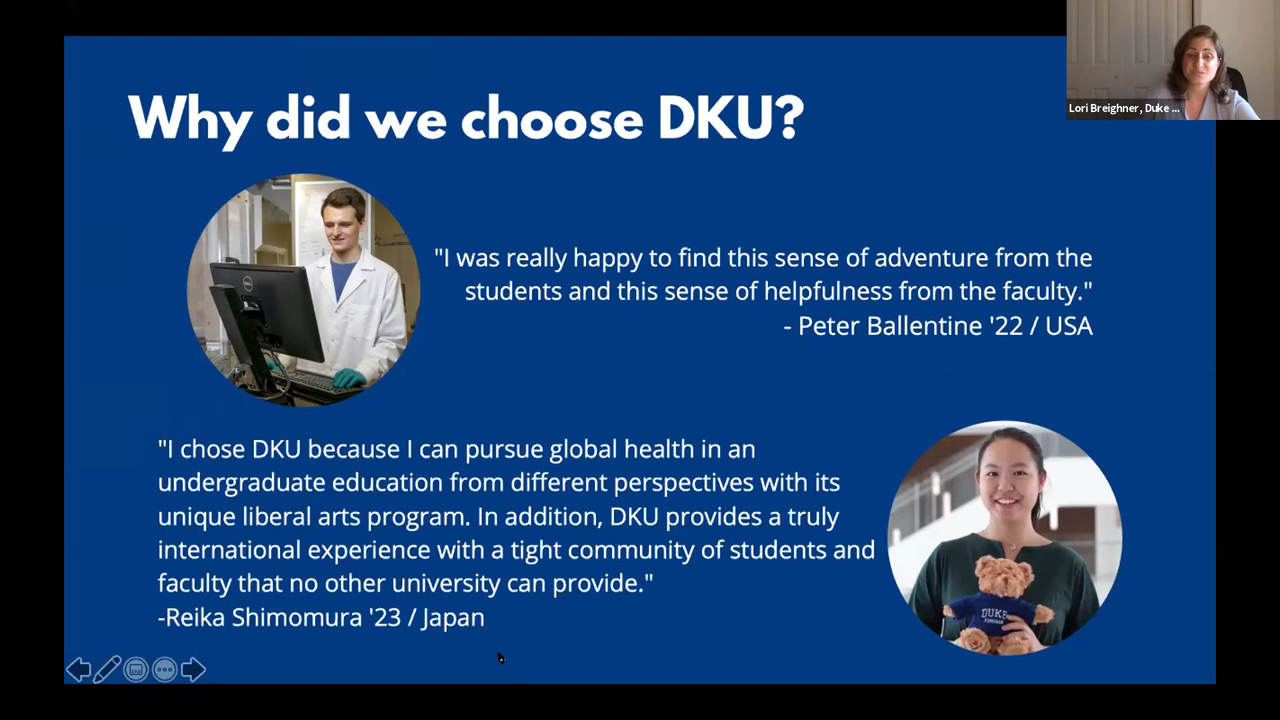 Lori Breighner, Duke ...
Why did we choose DKU?
"I was really happy to find this sense of adventure from the
students and this sense of helpfulness from the faculty."
- Peter Ballentine '22 / USA
DELL
"I chose DKU because I can pursue global health in an
undergraduate education from different perspectives with its
unique liberal arts program. In addition, DKU provides a truly
international experience with a tight community of students and
faculty that no other university can provide."
-Reika Shimomura '23 / Japan
DUKE
KUNSHAN